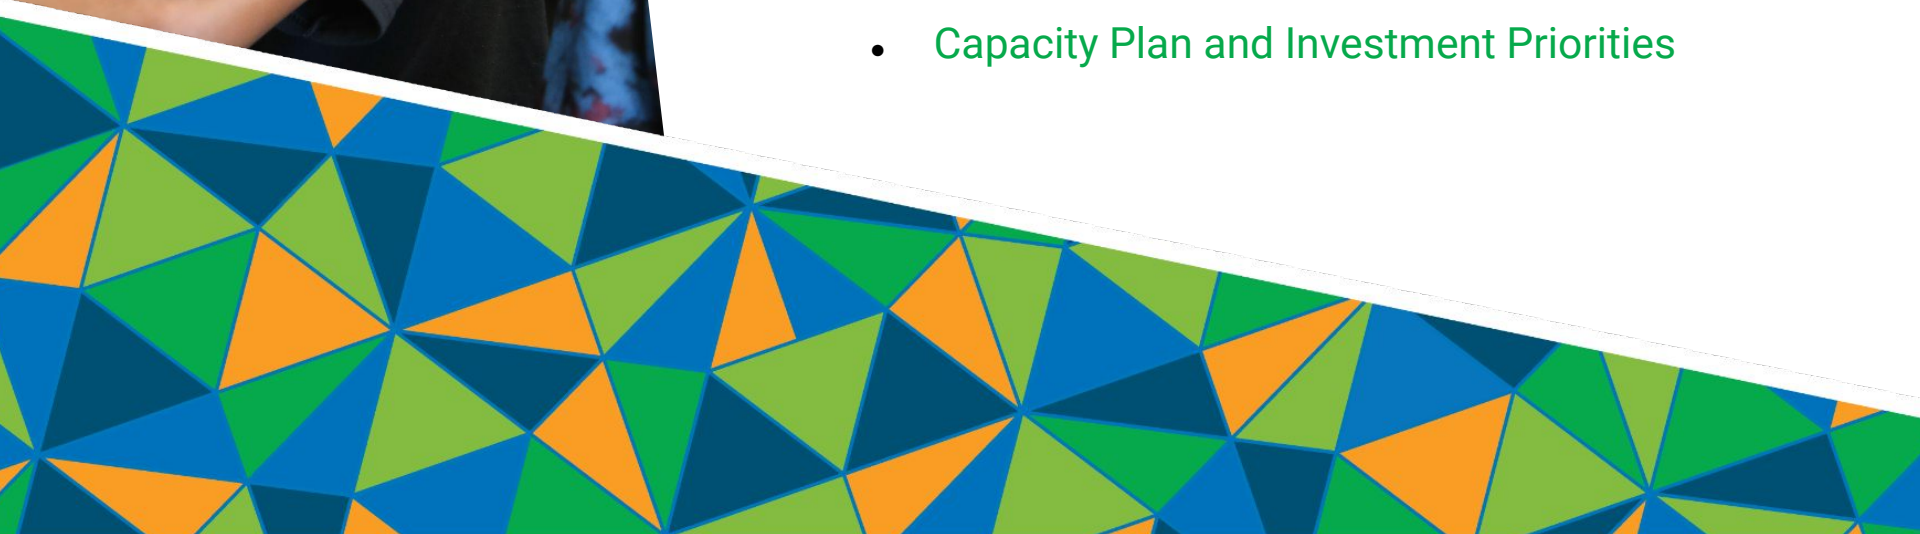 • Capacity Plan and Investment Priorities